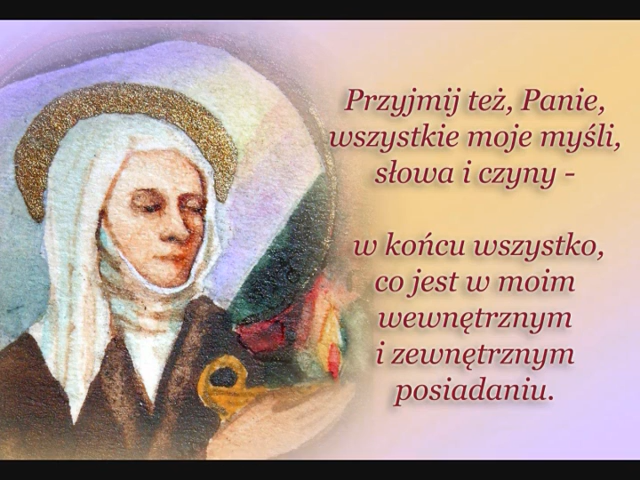 Przyjmij też, Panie,
wszystkie moje myśli,
słowa i czyny -
w końcu wszystko,
co jest w moim
wewnętrznym
i zewnętrznym
posiadaniu.